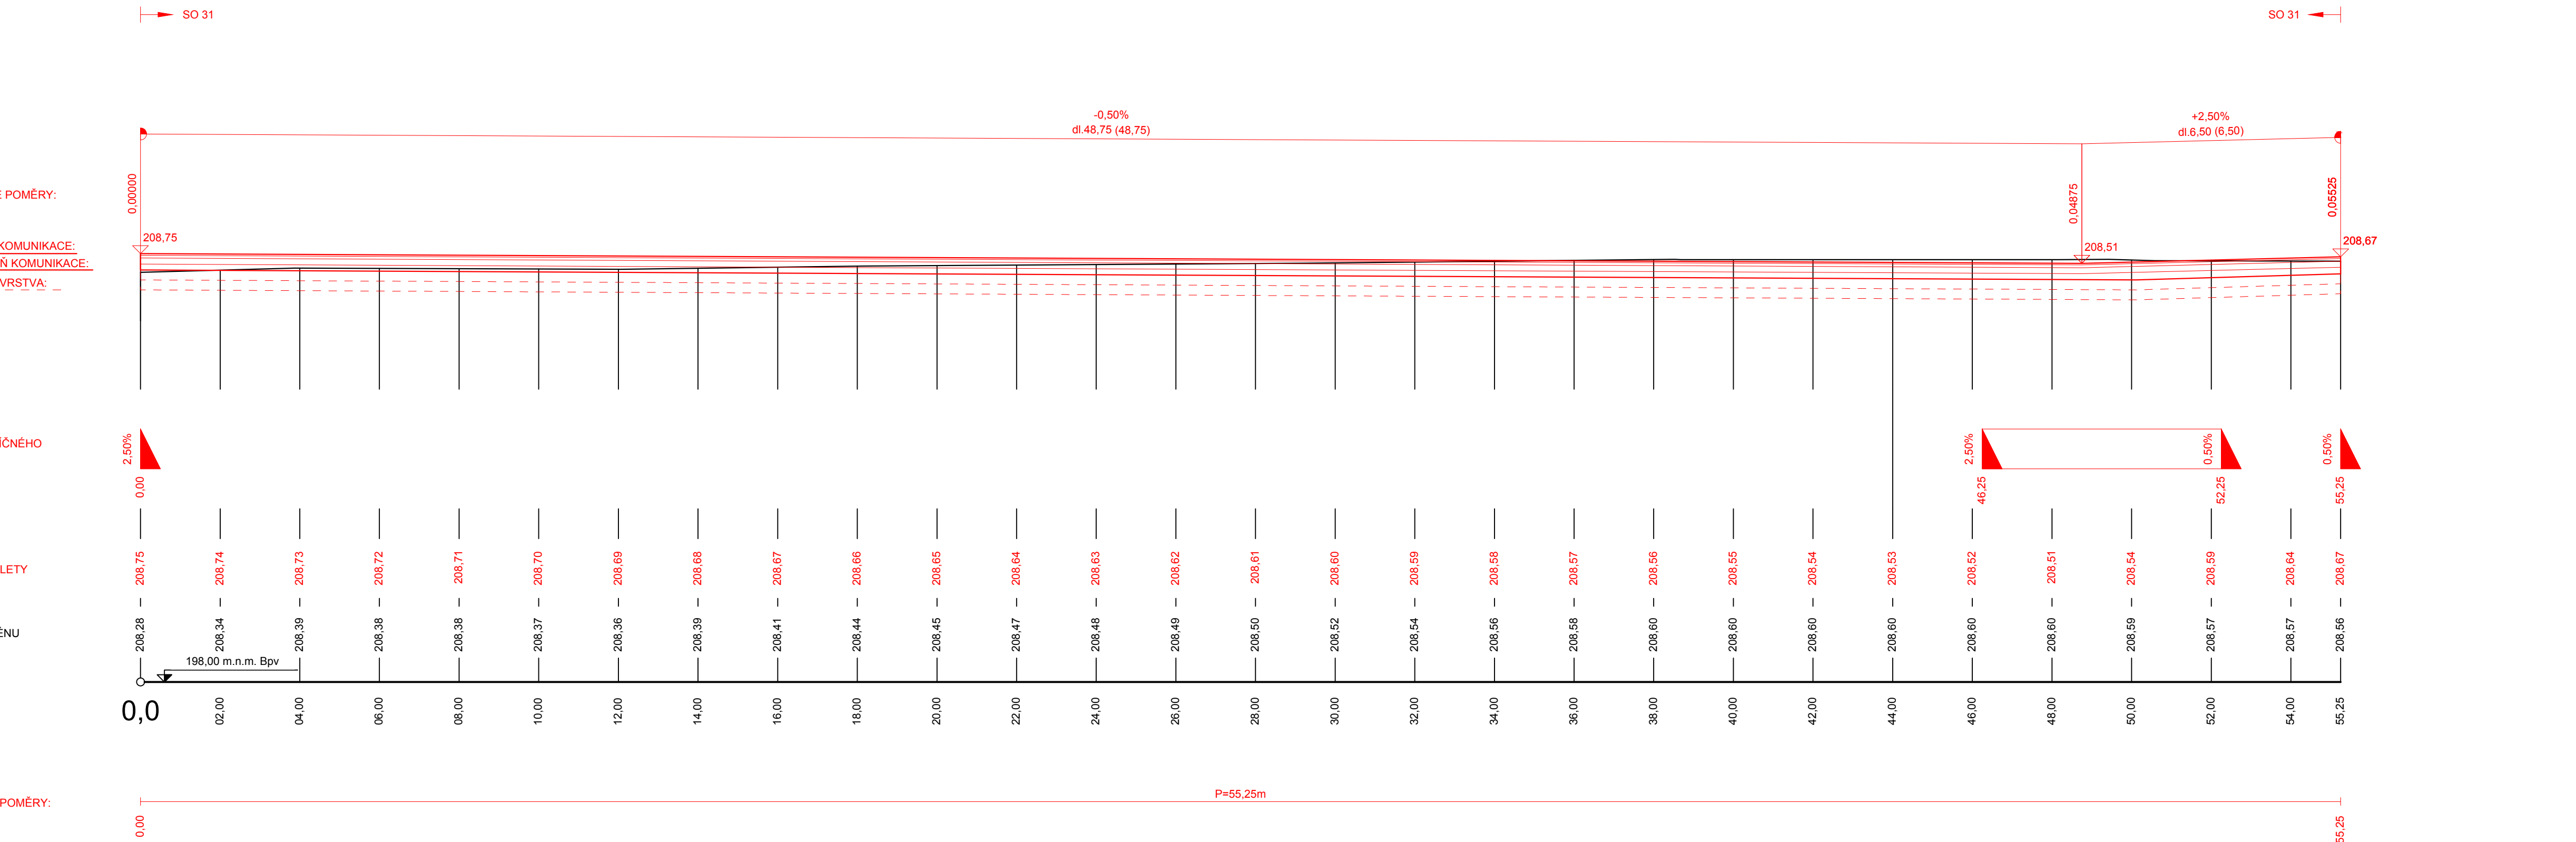 SO 31
SO 31
-0,50%
dl.48,75 (48,75)
+2,50%
dl.6,50 (6,50)
0,00000
0,04875
0,05525
POMĚRY:
208,75
208,51
208,67
KOMUNIKACE:
KOMUNIKACE:
VRSTVA:
2,50%
2,50%
0,50%
0,50%
0,00
46,25
52,25
55,25
208,75 208,74 208,73 208,72 208,71 208,70 208,69 208,68 208,67 208,66 208,65 208,64 208,63 208,62 208,61 208,60 208,59 208,58 208,57 208,56 208,55 208,54 208,53 208,52 208,51 208,54 208,59 208,64 208,67
208,28 208,34 208,39 208,38 208,38 208,37 208,36 208,39 208,41 208,44 208,45 208,47 208,48 208,49 208,50 208,52 208,54 208,56 208,58 208,60 208,60 208,60 208,60 208,60 208,60 208,59 208,57 208,57 208,56
198,00 m.n.m. Bpv
0,0 02,00 04,00 06,00 08,00 10,00 12,00 14,00 16,00 18,00 20,00 22,00 24,00 26,00 28,00 30,00 32,00 34,00 36,00 38,00 40,00 42,00 44,00 46,00 48,00 50,00 52,00 54,00 55,25
POMĚRY:
P=55,25m
0,00
55,25